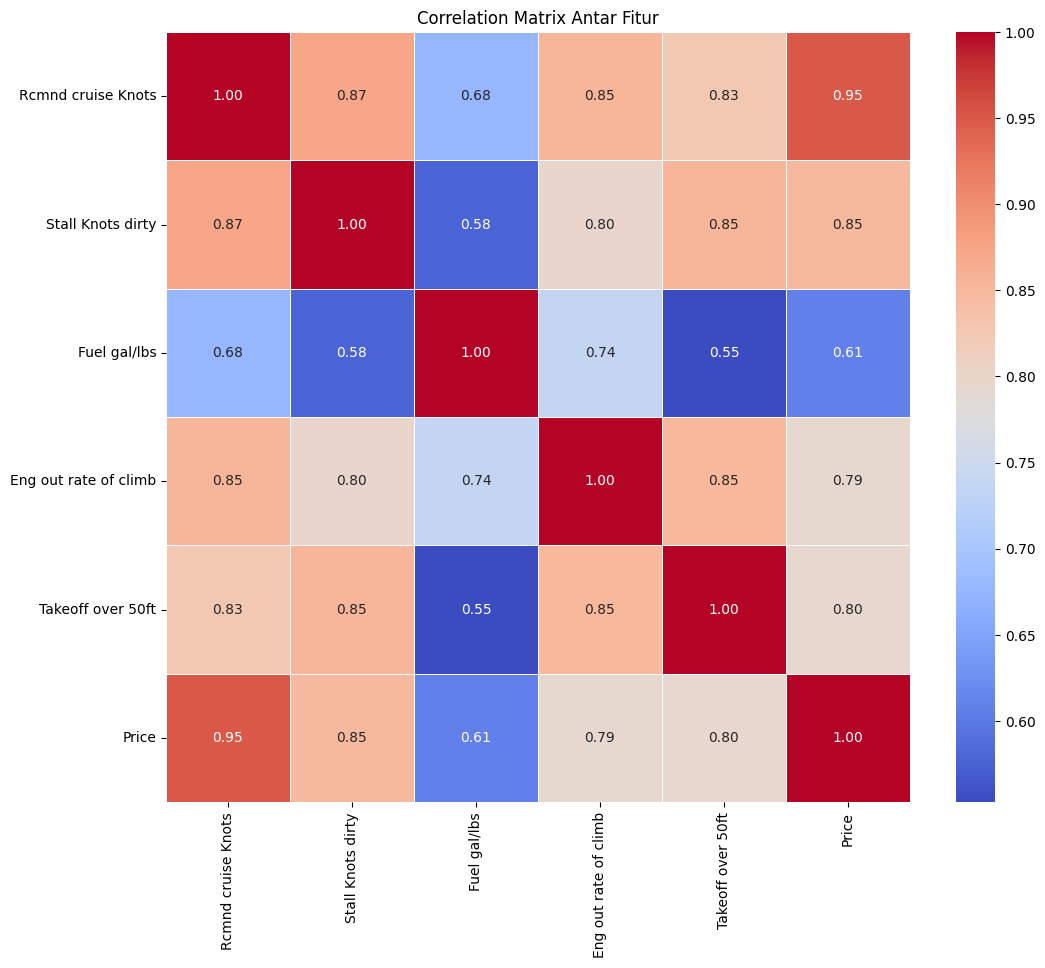 Correlation Matrix Antar Fitur
Rcmnd cruise Knots
1.00 0.87 0.68 0.85 0.83 0.95
Stall Knots dirty
0.87 1.00 0.58 0.80 0.85 0.85
Fuel gal/lbs
0.68 0.58 1.00 0.74 0.55 0.61
Eng out rate of climb
0.85 0.80 0.74 1.00 0.85 0.79
Takeoff over 50ft
0.83 0.85 0.55 0.85 1.00 0.80
Price
0.95 0.85 0.61 0.79 0.80 1.00
Rcmnd cruise Knots
Stall Knots dirty
Fuel gal/lbs
Eng out rate of climb
Takeoff over 50ft
Price
1.00
0.95
0.90
0.85
0.80
0.75
0.70
0.65
0.60